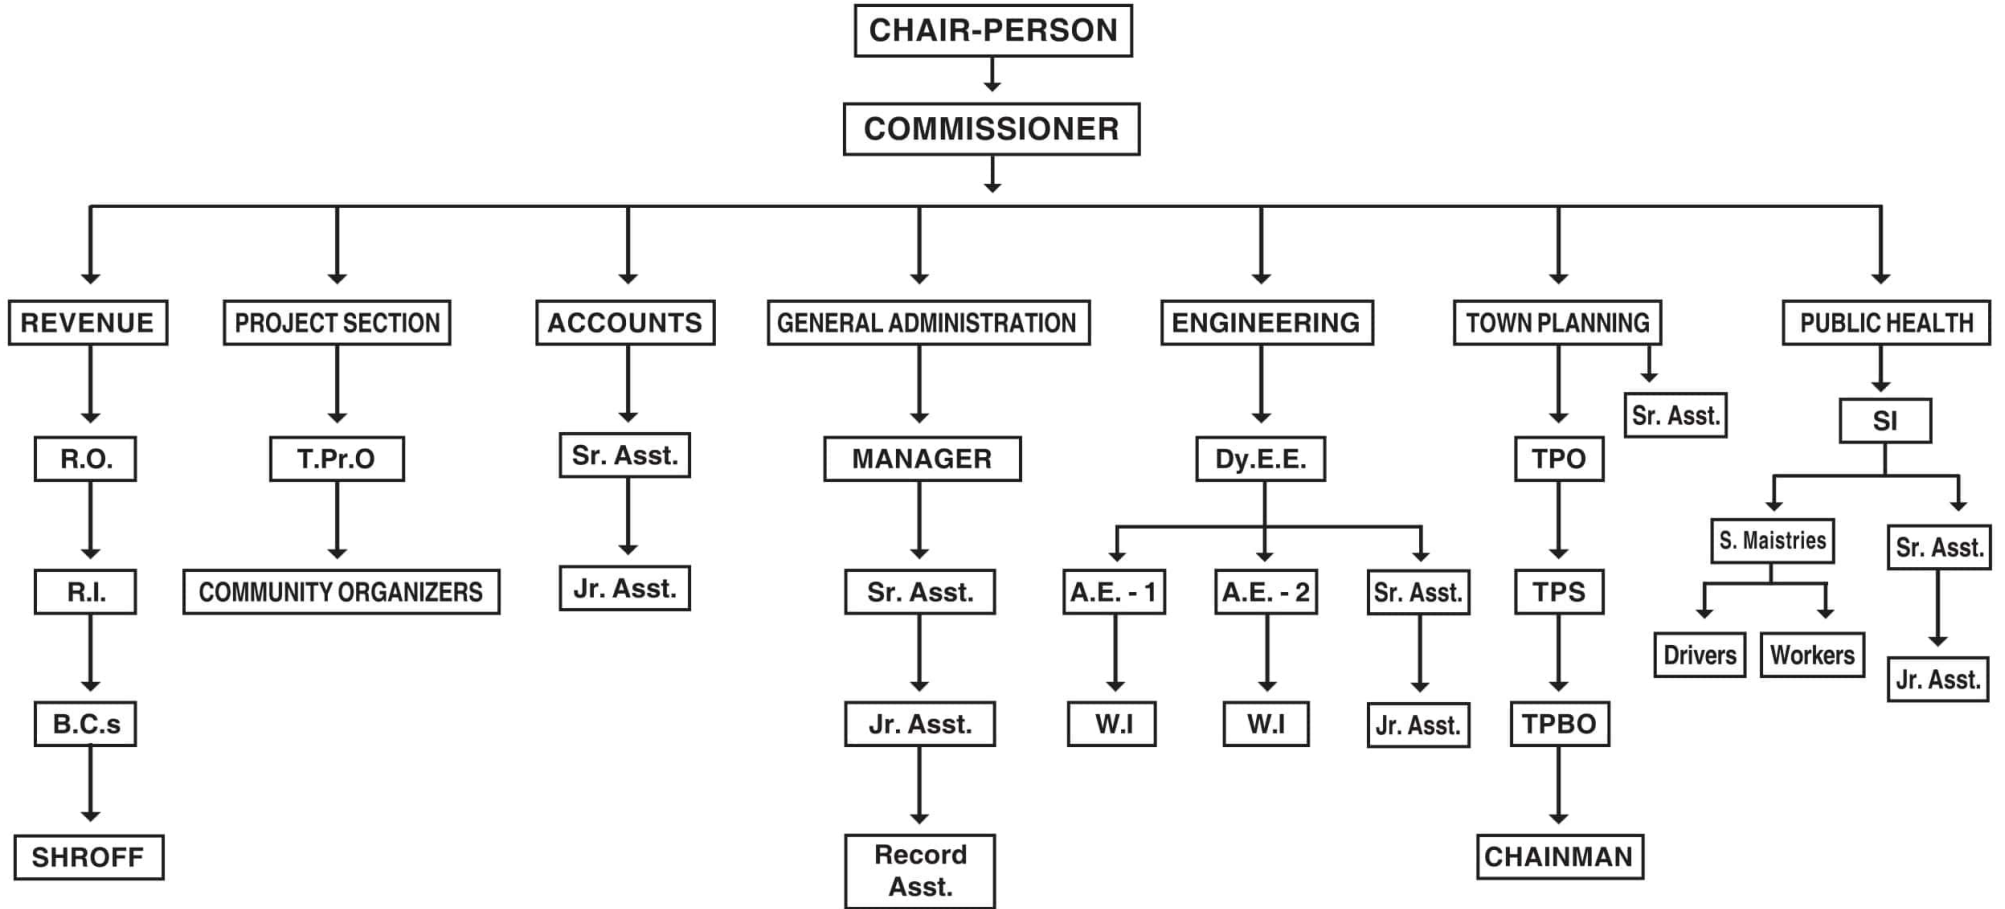 CHAIR-PERSON
COMMISSIONER
REVENUE
PROJECT SECTION
ACCOUNTS
GENERAL ADMINISTRATION
ENGINEERING
TOWN PLANNING
PUBLIC HEALTH
Sr. Asst.
SI
R.O.
T.Pr.O
Sr. Asst.
MANAGER
Dy.E.E.
TPO
S. Maistries
Sr. Asst.
R.I.
COMMUNITY ORGANIZERS
Jr. Asst.
Sr. Asst.
A.E. - 1
A.E. - 2
Sr. Asst.
TPS
Drivers
Workers
Jr. Asst.
B.C.s
Jr. Asst.
W.I
W.I
Jr. Asst.
TPBO
SHROFF
Record
Asst.
CHAINMAN